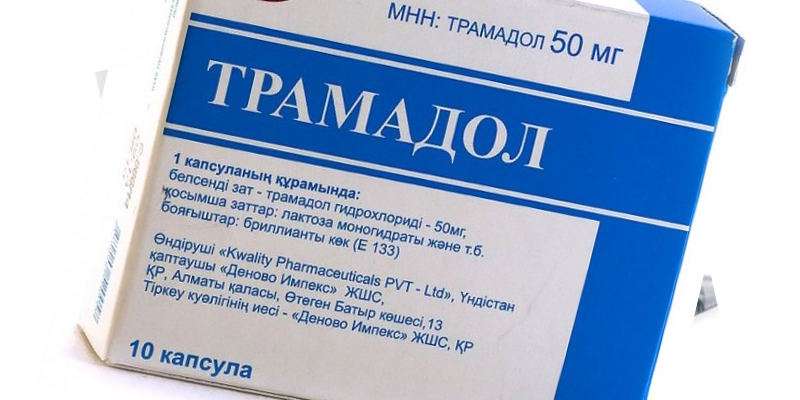 МНН: ТРАМАДОЛ 50 мг
ТРАМАДОЛ
1 капсуланың құрамында:
белсенді зат - трамадол гидрохлориді - 50мг,
қосымша заттар: лактоза моногидраты және т.б.
бояғыштар: бриллианты көк (Е 133)
Өндіруші «Kwality Pharmaceuticals PVT - Ltd», Үндістан
қаптаушы «Деново Импекс» ЖШС,
ҚР, Алматы қаласы, Өтеген Батыр көшесі,13
Тіркеу куәлігінің иесі - «Деново Импекс» ЖШС, ҚР
10 капсула